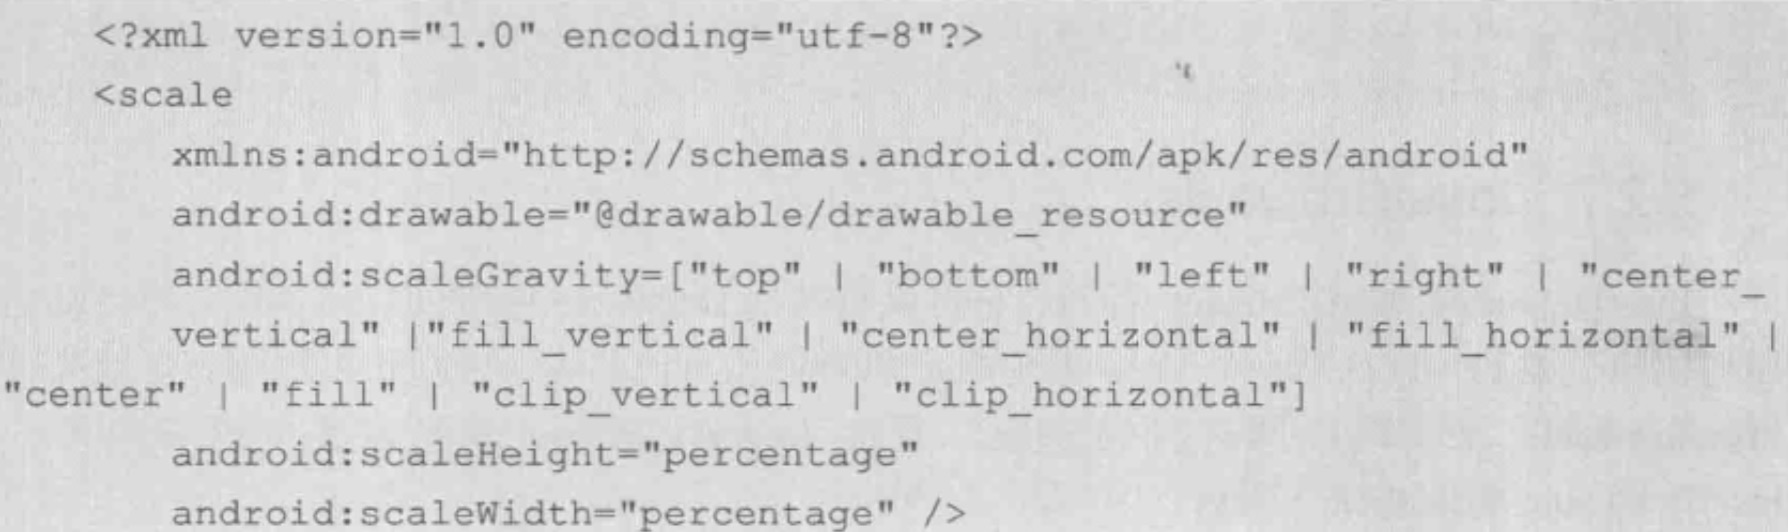 <?xml version="1.0" encoding="utf-8"?>
<scale
xmlns:android="http://schemas.android.com/apk/res/android"
android:drawable="@drawable/drawable_resource"
android:scaleGravity=["top" | "bottom" | "left" | "right" | "center_
vertical" |"fill_vertical" | "center_horizontal" | "fill_horizontal" |
"center" | "fill" | "clip_vertical" | "clip_horizontal"]
android:scaleHeight="percentage"
android:scaleWidth="percentage" />